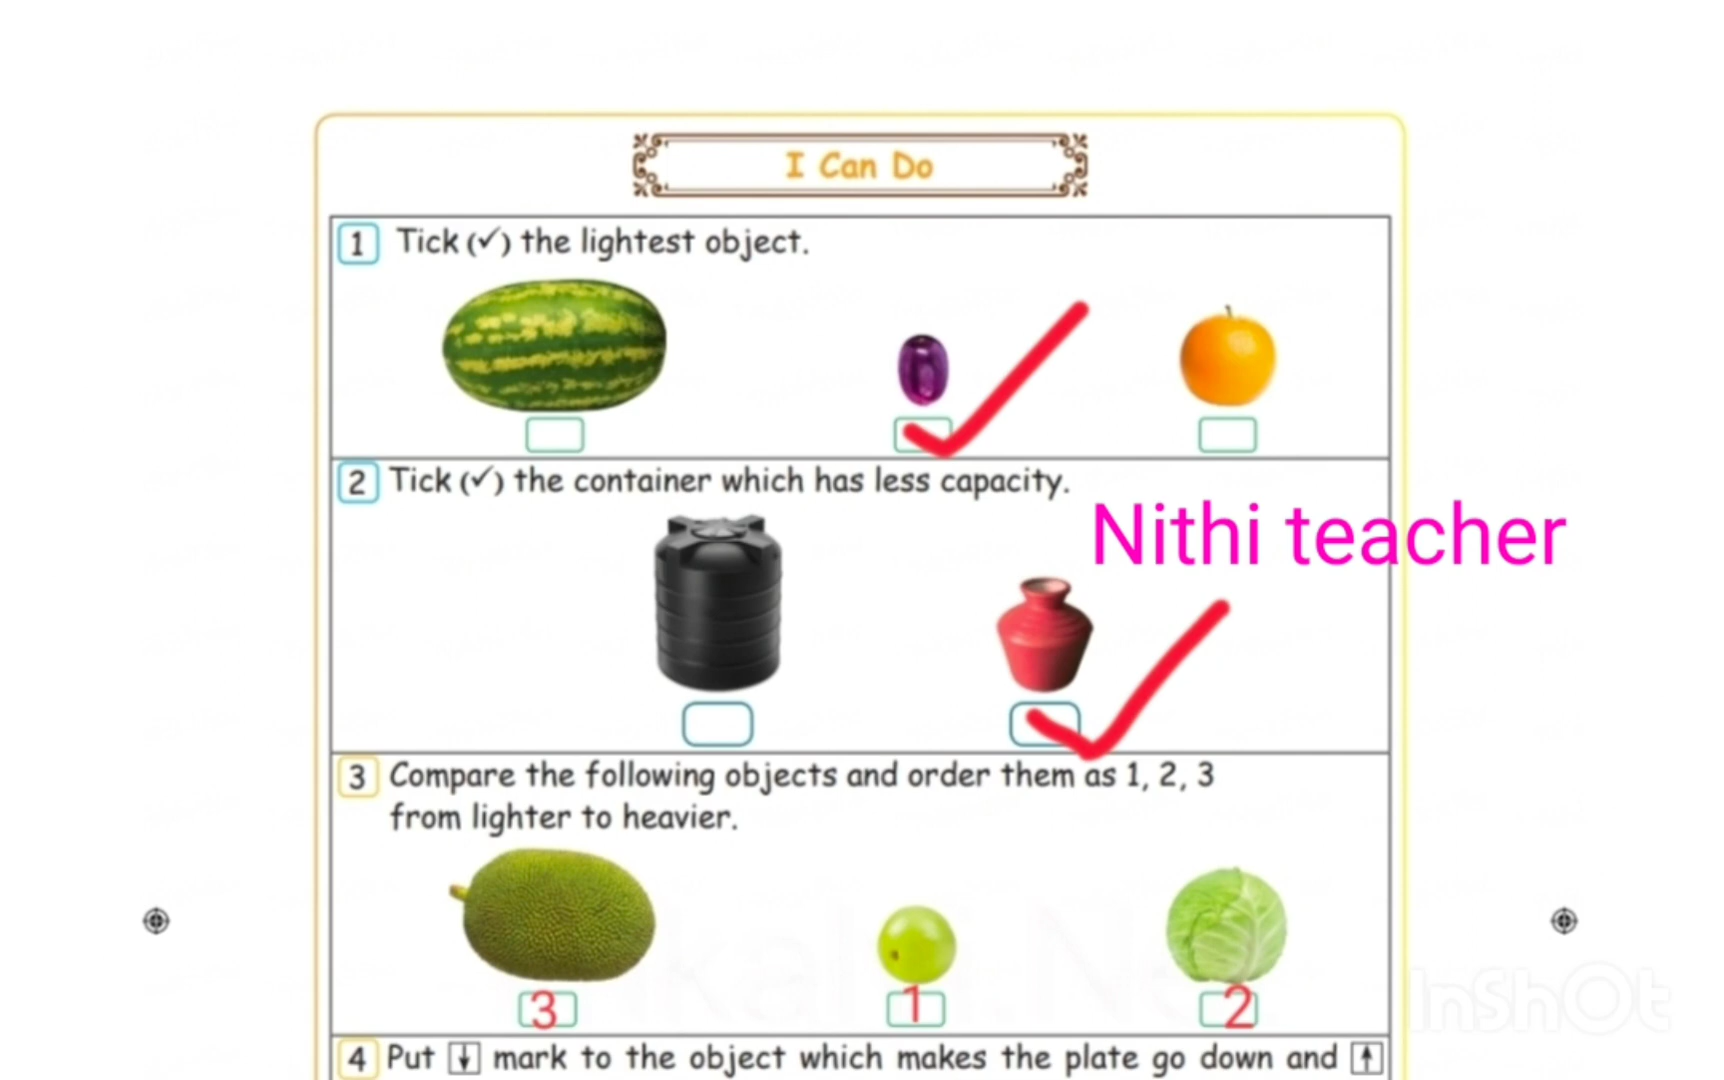 I Can Do
1 Tick (✓) the lightest object.
2 Tick (✓) the container which has less capacity.
Nithi teacher
3 Compare the following objects and order them as 1, 2, 3
from lighter to heavier.
3 1 2
InShOt
4 Put ↓ mark to the object which makes the plate go down and ↑